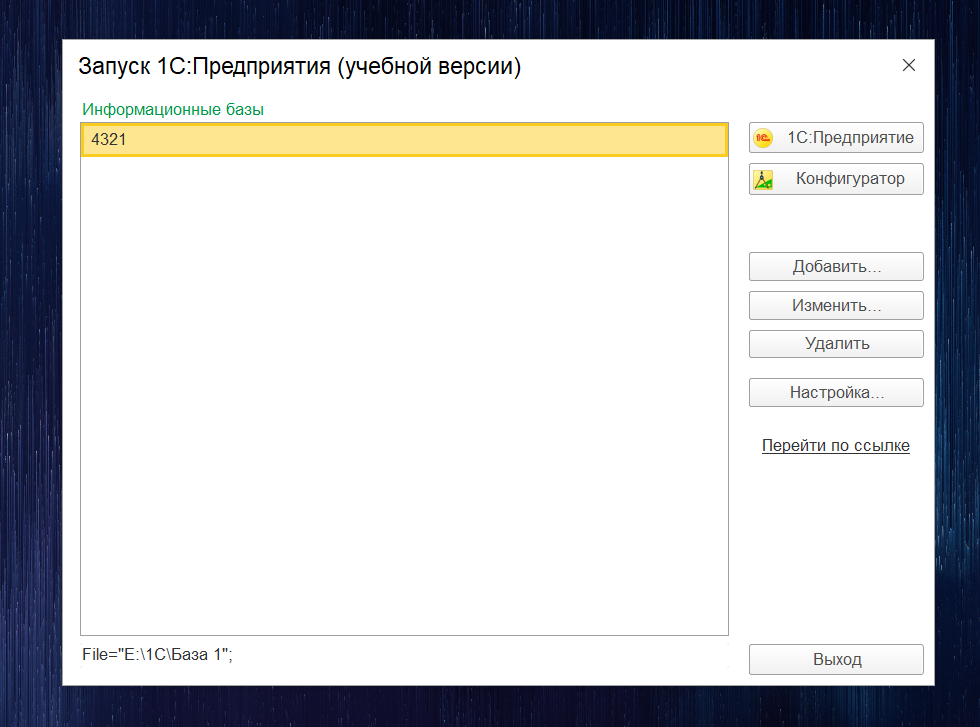 Запуск 1С:Предприятия (учебной версии)
Информационные базы
4321
1С:Предприятие
Конфигуратор
Добавить...
Изменить...
Удалить
Настройка...
Перейти по ссылке
File="E:\1C\База 1";
Выход